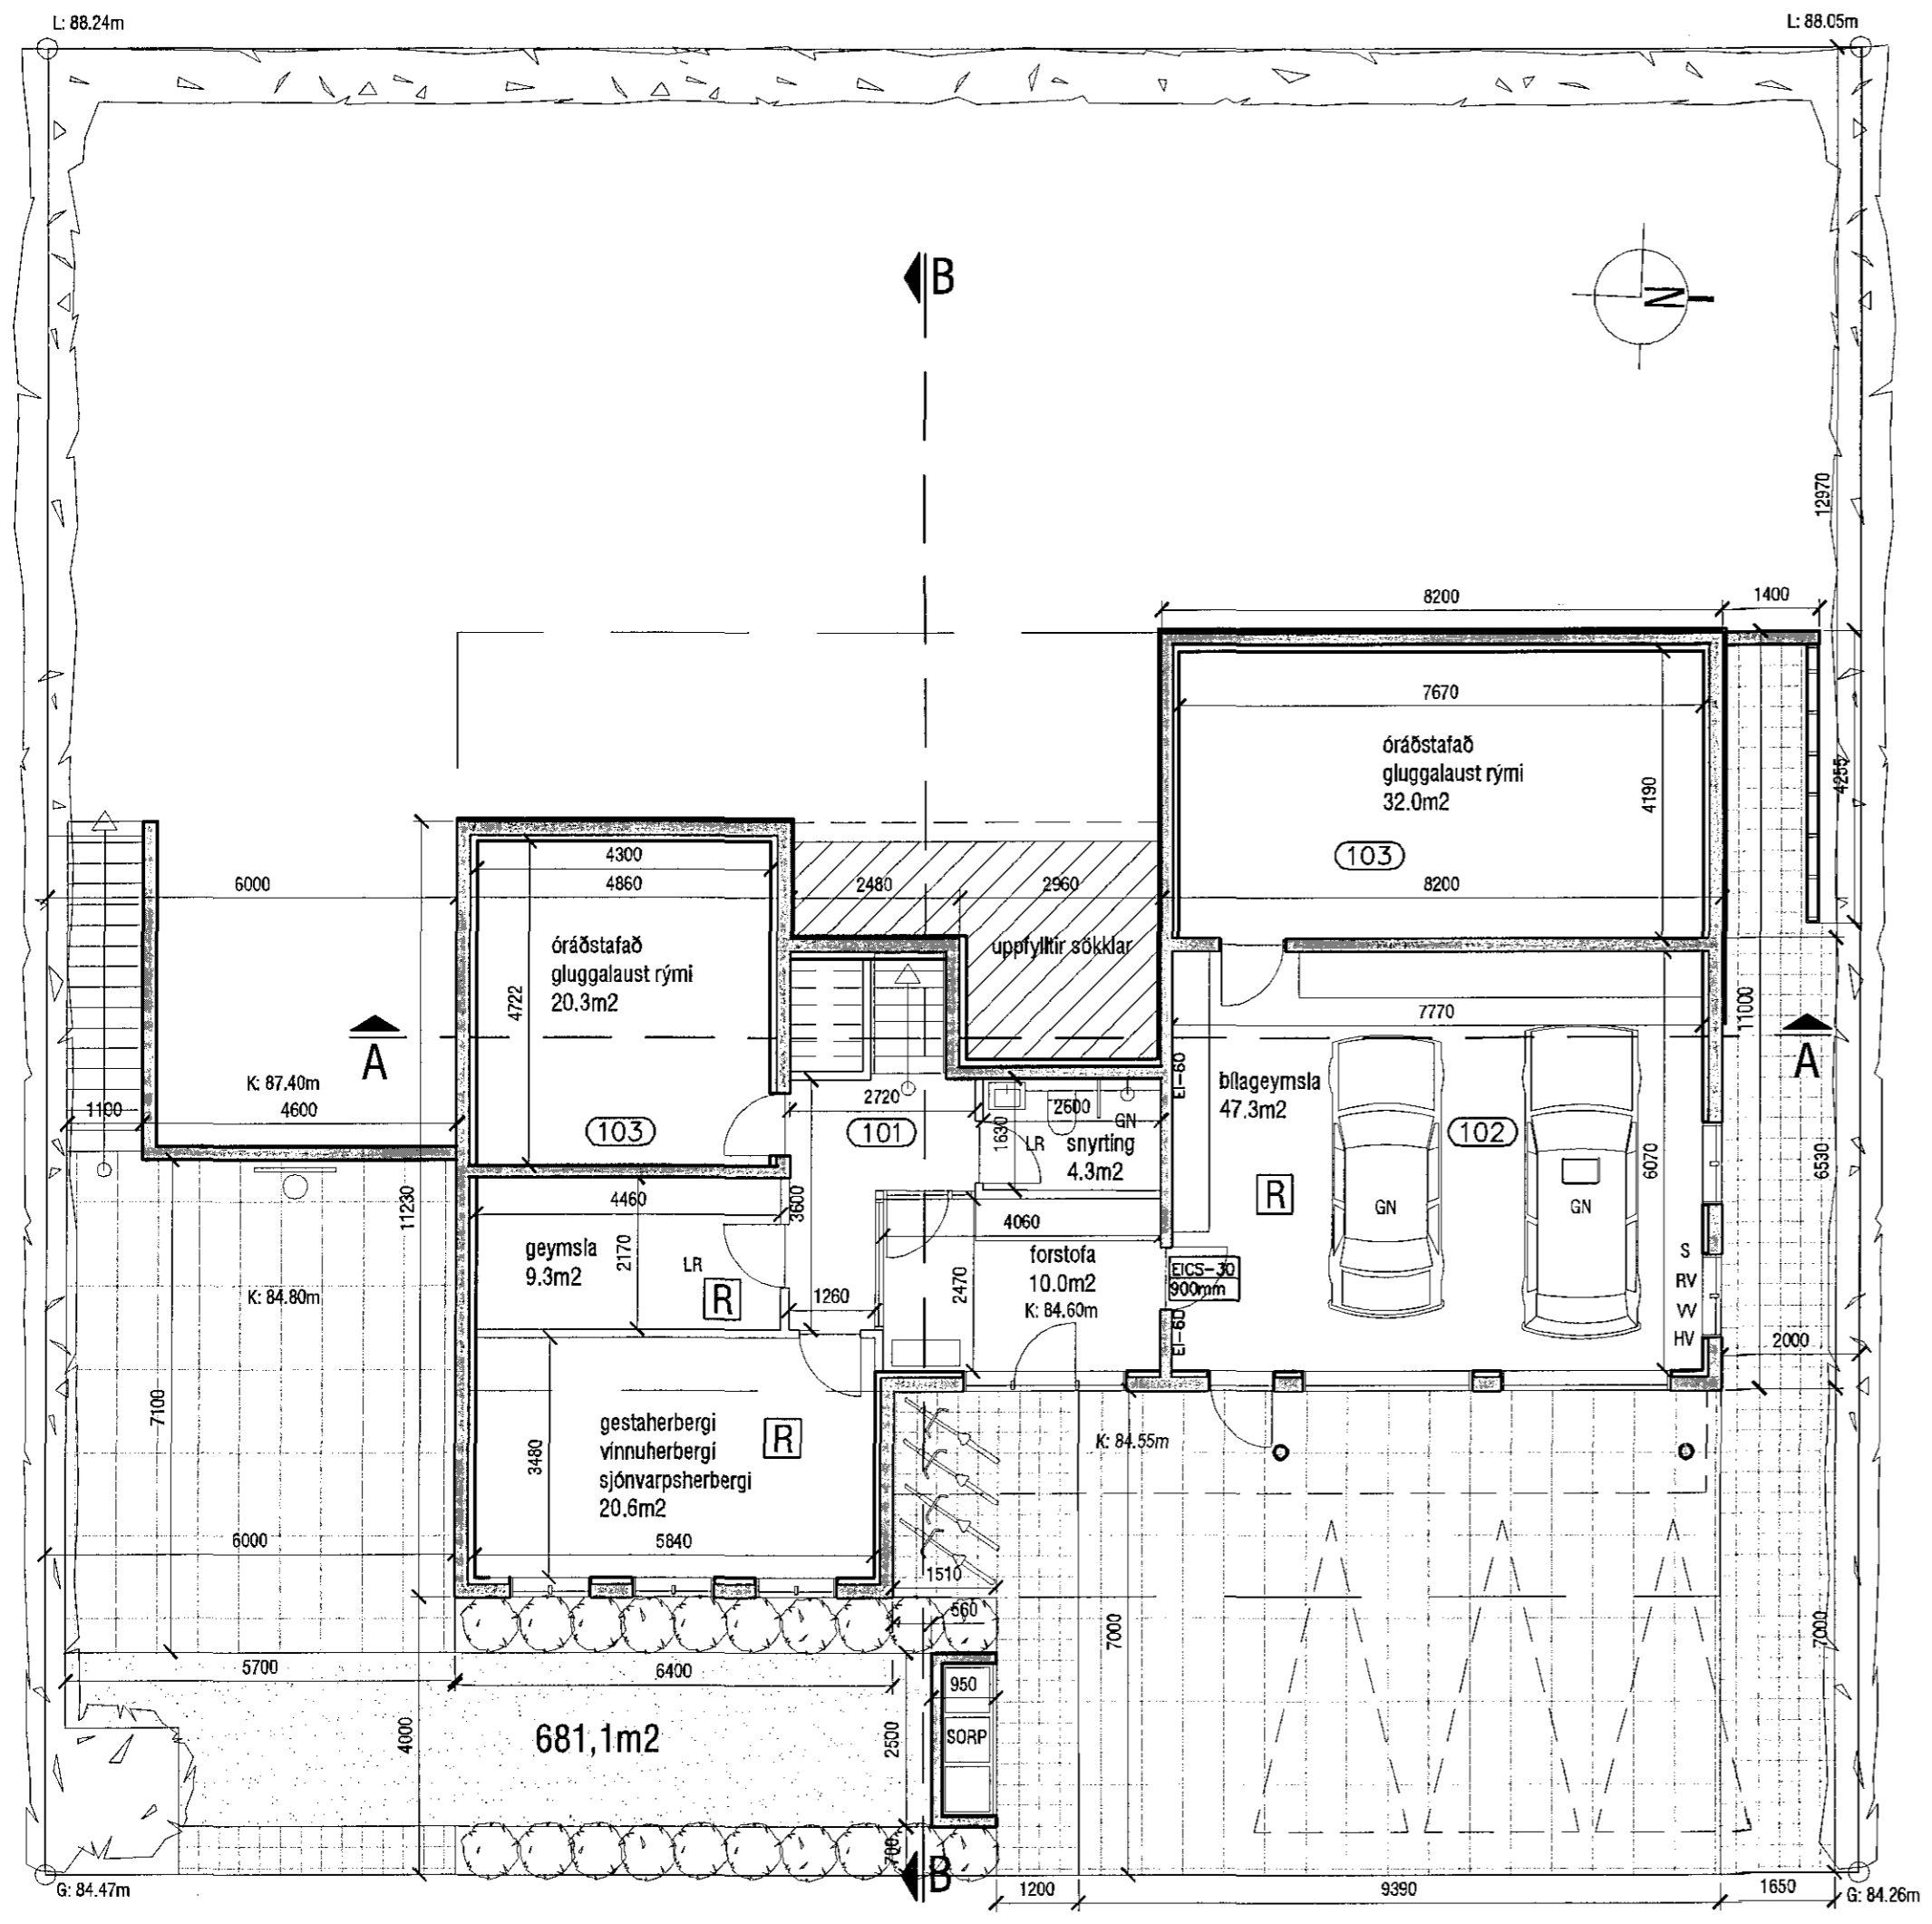 L: 88.24m
L: 88.05m
B
N
12970
8200
1400
7670
óráðstafað
gluggalaust rými
32.0m2
4190
4255
103
8200
4300
4860
6000
2480
2960
óráðstafað
gluggalaust rými
20.3m2
4722
uppfylltir sökklar
7770
11000
A
A
K: 87.40m
1100
4600
103
2720
101
2600
GN
1630
LR
snyrting
4.3m2
EI-60
bílageymsla
47.3m2
102
6070
6530
R
GN
GN
11230
4460
3600
4060
geymsla
9.3m2
2170
LR
R
1260
2470
forstofa
10.0m2
K: 84.60m
EICS-30
900mm
EI-60
S
RV
VV
HV
2000
K: 84.80m
7100
gestaherbergi
vinnuherbergi
sjónvarpsherbergi
20.6m2
R
3480
5840
K: 84.55m
6000
1510
560
7000
7000
5700
6400
950
681,1m2
4000
2500
SORP
700
B
G: 84.47m
1200
9390
1650
G: 84.26m